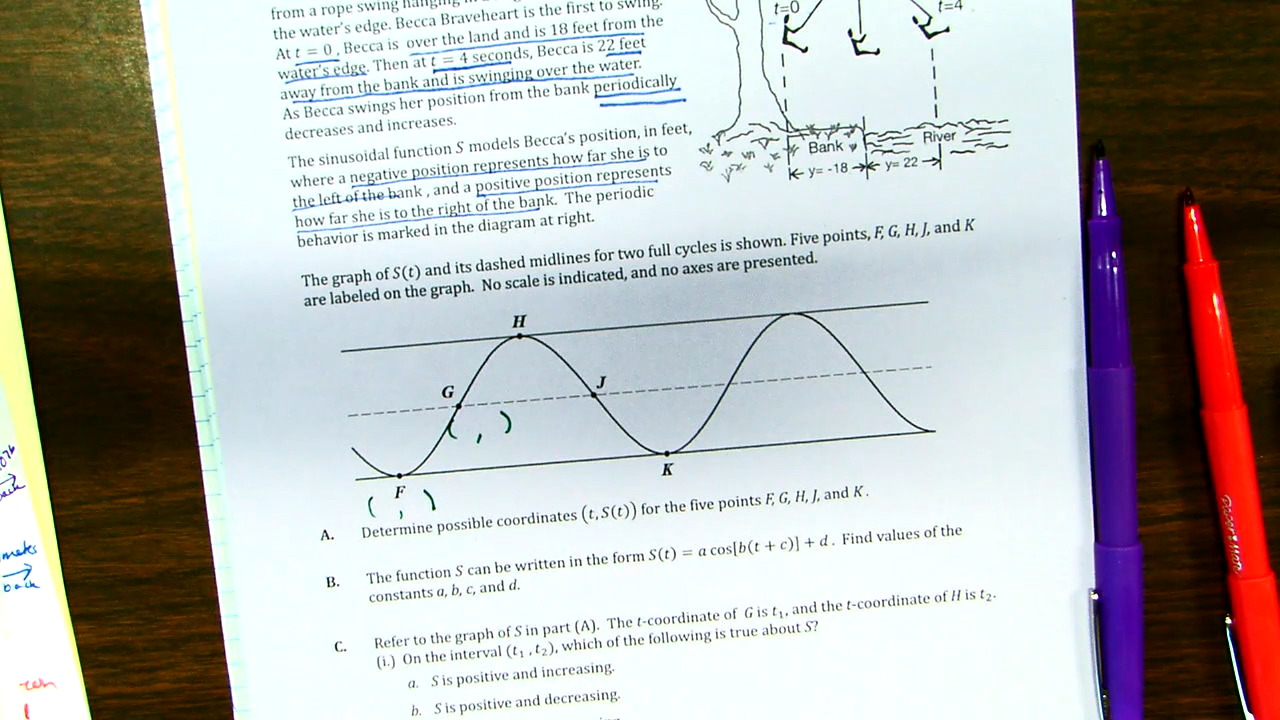 from a rope swing hanging
the water's edge. Becca Braveheart is the first to swing.
At t = 0, Becca is over the land and is 18 feet from the
water's edge. Then at t = 4 seconds, Becca is 22 feet
away from the bank and is swinging over the water.
As Becca swings her position from the bank periodically
decreases and increases.
t=0
t=4
Bank
River
y= -18
y= 22
The sinusoidal function S models Becca's position, in feet,
where a negative position represents how far she is to
the left of the bank, and a positive position represents
how far she is to the right of the bank. The periodic
behavior is marked in the diagram at right.
The graph of S(t) and its dashed midlines for two full cycles is shown. Five points, F, G, H, J, and K
are labeled on the graph. No scale is indicated, and no axes are presented.
H
G
J
( , )
K
F
( , )
A. Determine possible coordinates (t, S(t)) for the five points F, G, H, J, and K.
B. The function S can be written in the form S(t) = a cos[b(t + c)] + d. Find values of the
constants a, b, c, and d.
C. Refer to the graph of S in part (A). The t-coordinate of G is t₁, and the t-coordinate of H is t₂.
(i.) On the interval (t₁, t₂), which of the following is true about S?
a. S is positive and increasing.
b. S is positive and decreasing.
back